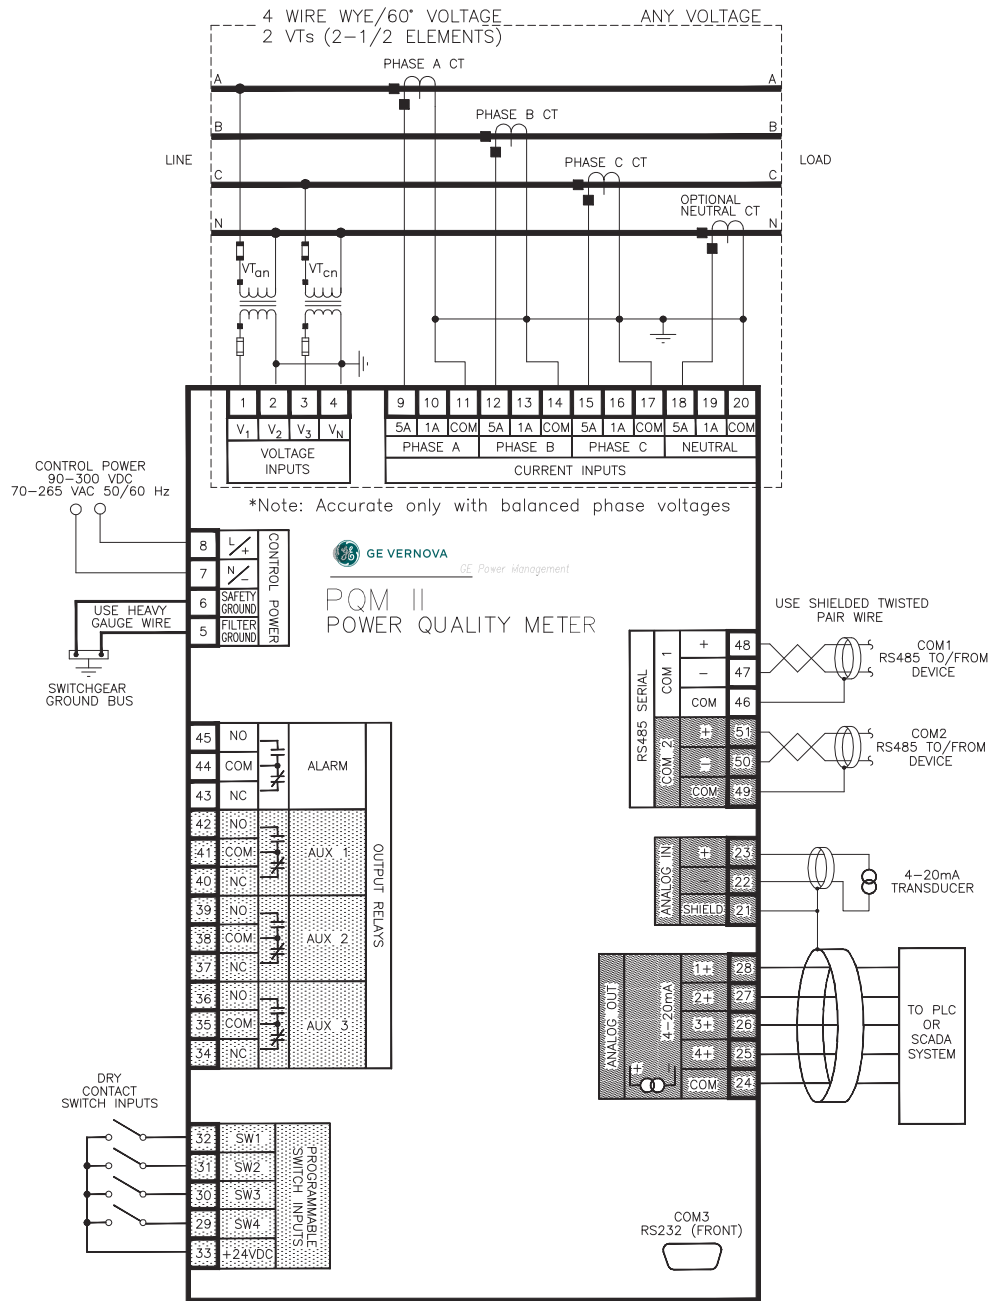 4 WIRE WYE/60° VOLTAGE
2 VTs (2-1/2 ELEMENTS)
ANY VOLTAGE
PHASE A CT
A
A
PHASE B CT
B
B
LINE
PHASE C CT
LOAD
C
C
OPTIONAL
NEUTRAL CT
N
N
VTan
VTcn
1 2 3 4
V1 V2 V3 VN
VOLTAGE
INPUTS
9 10 11 12 13 14 15 16 17 18 19 20
5A 1A COM 5A 1A COM 5A 1A COM 5A 1A COM
PHASE A PHASE B PHASE C NEUTRAL
CURRENT INPUTS
*Note: Accurate only with balanced phase voltages
CONTROL POWER
90-300 VDC
70-265 VAC 50/60 Hz
8 L/+
7 N/-
6 SAFETY GROUND
5 FILTER GROUND
CONTROL POWER
USE HEAVY
GAUGE WIRE
SWITCHGEAR
GROUND BUS
GE VERNOVA
GE Power Management
PQM II
POWER QUALITY METER
USE SHIELDED TWISTED
PAIR WIRE
RS485 SERIAL
COM 1
+ 48
- 47
COM 46
COM1
RS485 TO/FROM
DEVICE
COM 2
+ 51
- 50
COM 49
COM2
RS485 TO/FROM
DEVICE
45 NO
44 COM
43 NC
ALARM
42 NO
41 COM
40 NC
AUX 1
39 NO
38 COM
37 NC
AUX 2
36 NO
35 COM
34 NC
AUX 3
OUTPUT RELAYS
ANALOG IN
+ 23
- 22
SHIELD 21
4-20mA
TRANSDUCER
ANALOG OUT
4-20mA
+ -
1+ 28
2+ 27
3+ 26
4+ 25
COM 24
TO PLC
OR
SCADA
SYSTEM
DRY
CONTACT
SWITCH INPUTS
32 SW1
31 SW2
30 SW3
29 SW4
33 +24VDC
PROGRAMMABLE
SWITCH INPUTS
COM3
RS232 (FRONT)